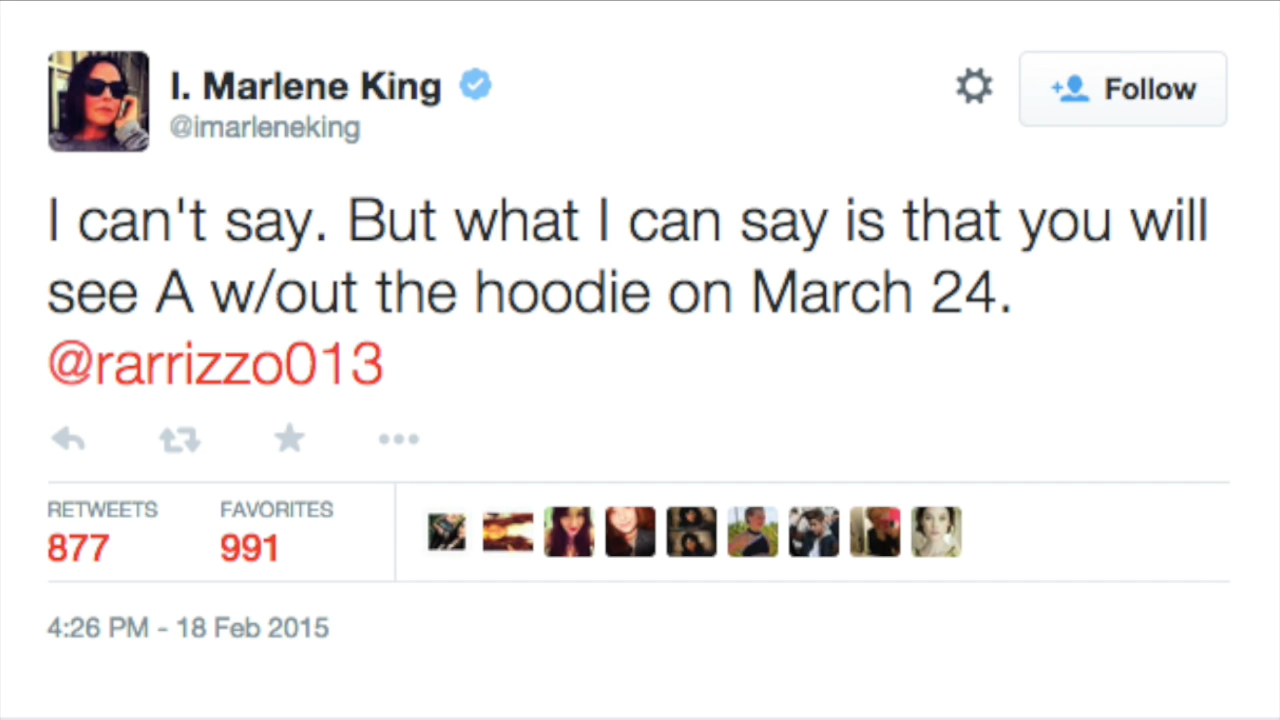 I. Marlene King
@imarleneking
Follow
I can't say. But what I can say is that you will
see A w/out the hoodie on March 24.
@rarrizzo013
RETWEETS FAVORITES
877 991
4:26 PM - 18 Feb 2015